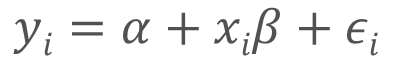 yᵢ = α + xᵢβ + ϵᵢ